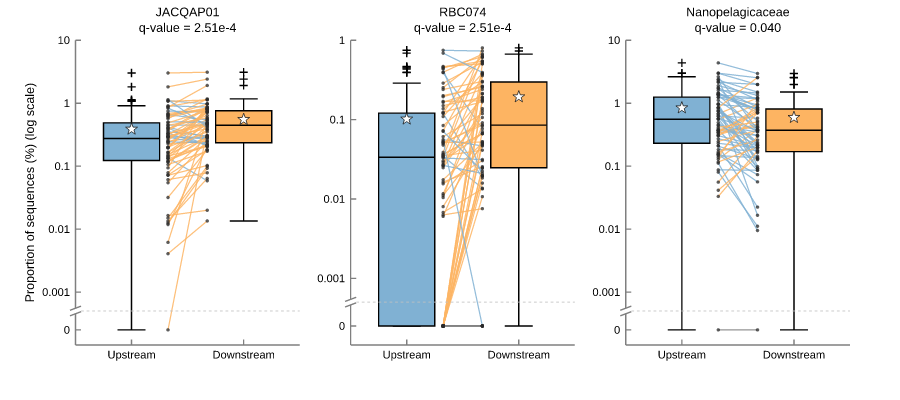 JACQAP01
q-value = 2.51e-4
RBC074
q-value = 2.51e-4
Nanopelagicaceae
q-value = 0.040
Proportion of sequences (%) (log scale)
10
1
0.1
0.01
0.001
0
Upstream
Downstream
1
0.1
0.01
0.001
0
Upstream
Downstream
10
1
0.1
0.01
0.001
0
Upstream
Downstream